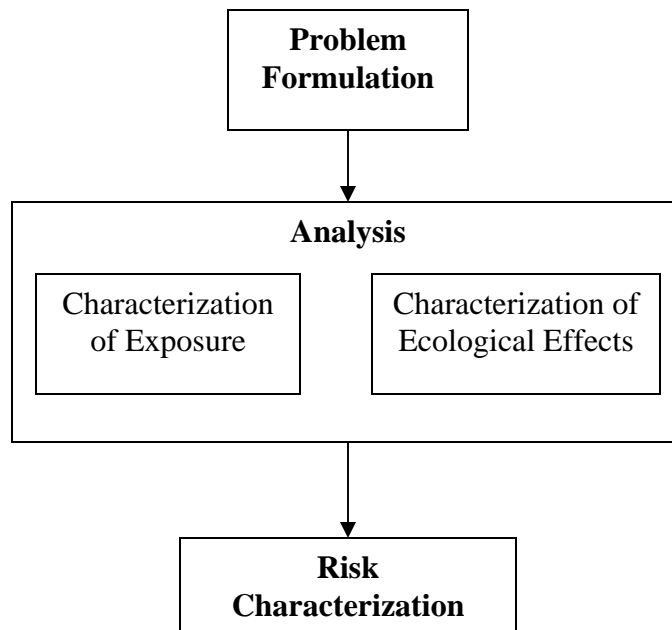 Problem
Formulation
Analysis
Characterization
of Exposure
Characterization of
Ecological Effects
Risk
Characterization